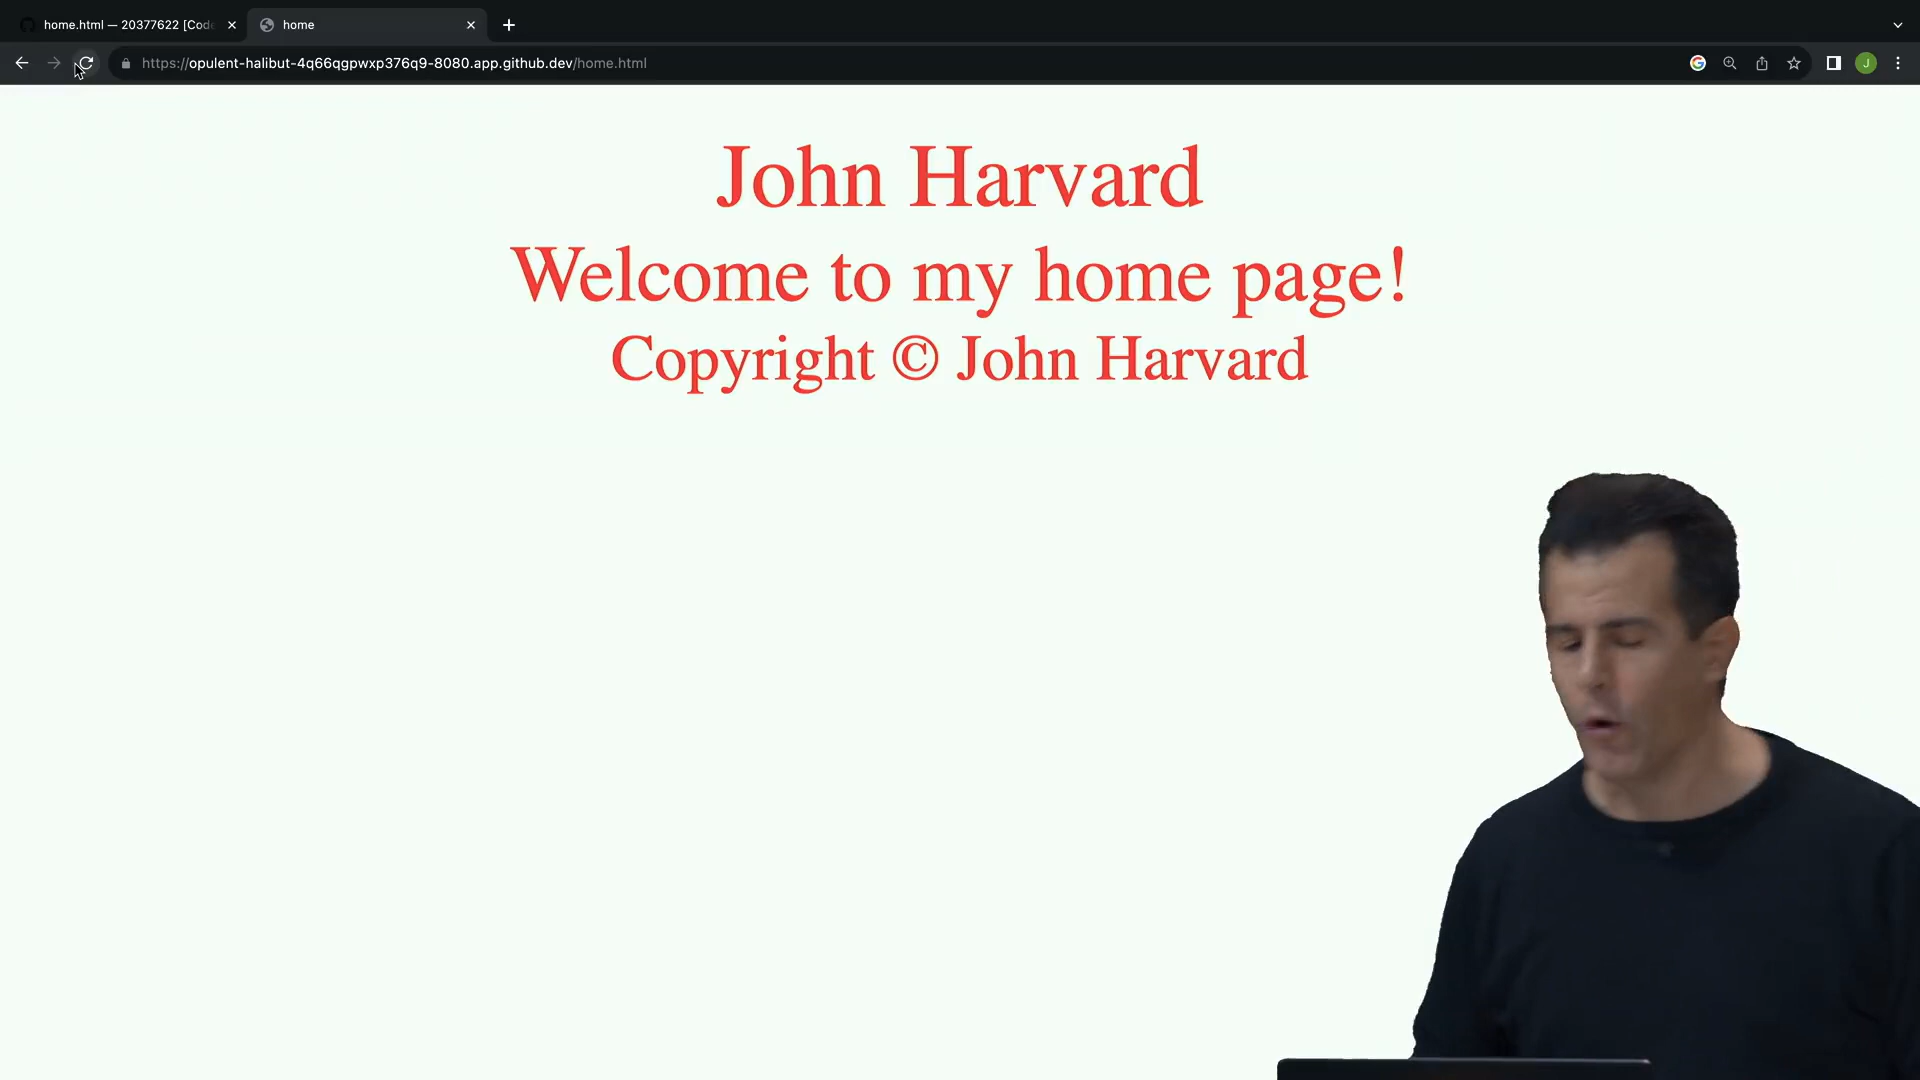 home.html — 20377622 [Code
home
https://opulent-halibut-4q66qgpwxp376q9-8080.app.github.dev/home.html
J
John Harvard
Welcome to my home page!
Copyright © John Harvard